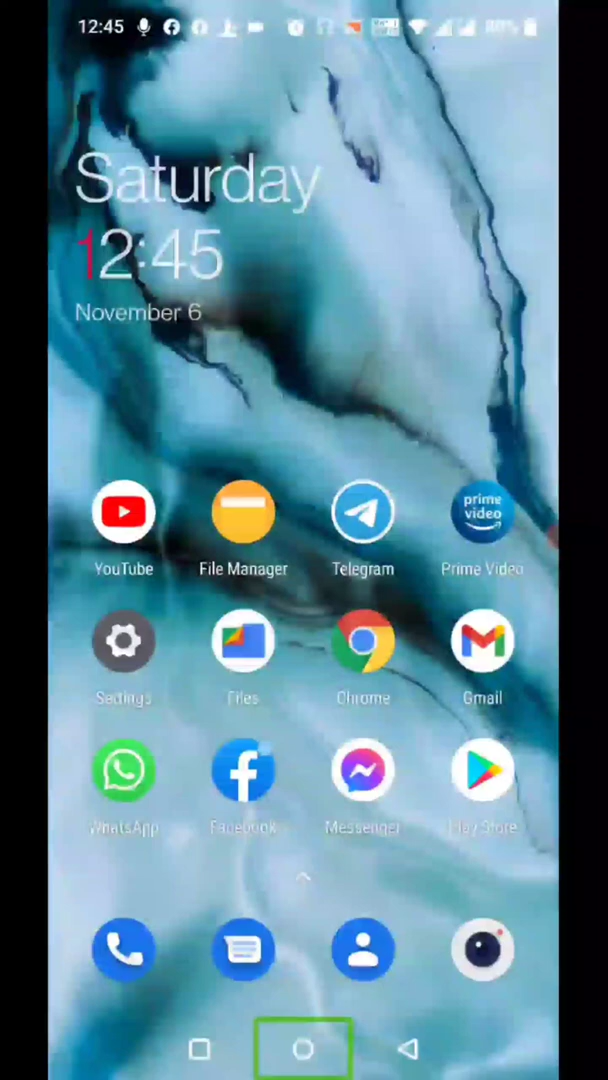 12:45
Saturday
12:45
November 6
prime video
YouTube File Manager Telegram Prime Video
Settings Files Chrome Gmail
WhatsApp Facebook Messenger Play Store